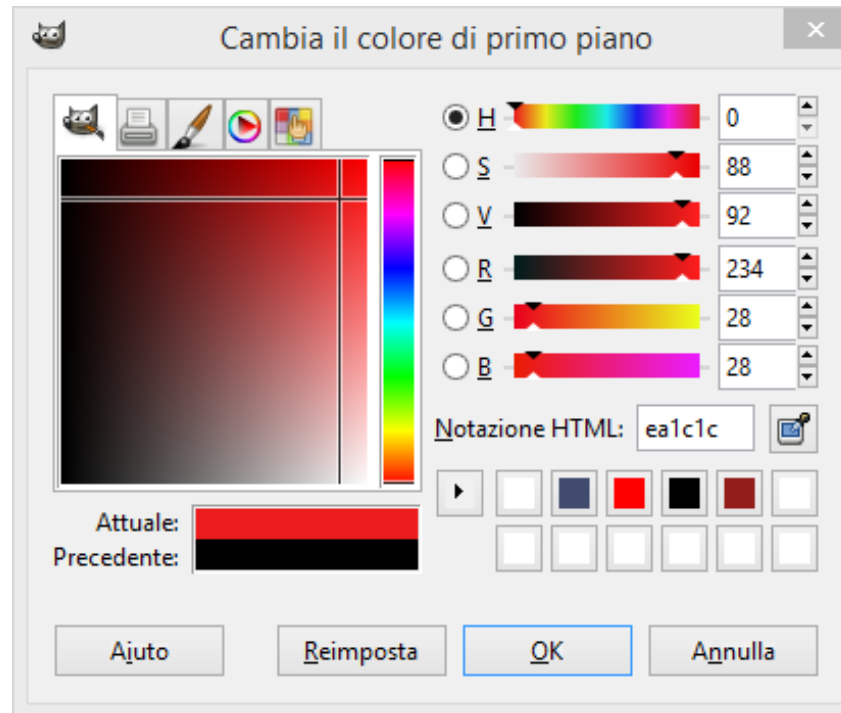 Cambia il colore di primo piano
H 0
S 88
V 92
R 234
G 28
B 28
Notazione HTML: ea1c1c
Attuale:
Precedente:
Aiuto Reimposta OK Annulla